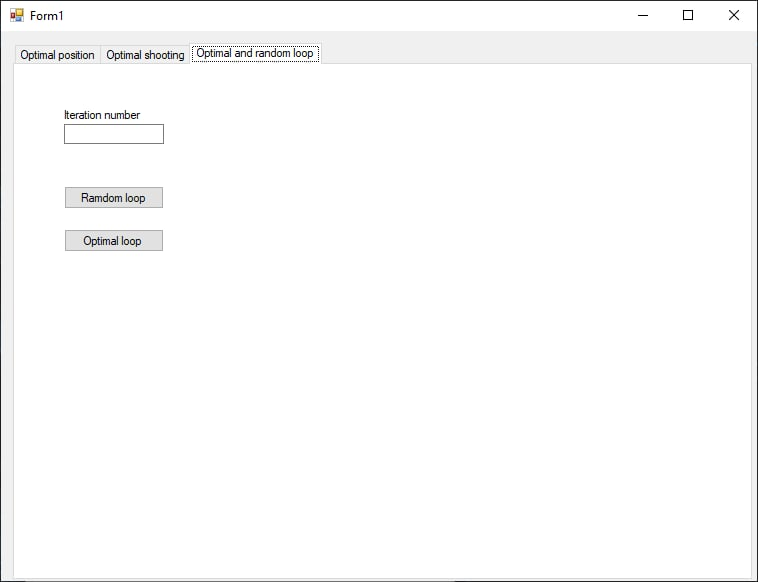 Form1
Optimal position Optimal shooting Optimal and random loop
Iteration number
Ramdom loop
Optimal loop